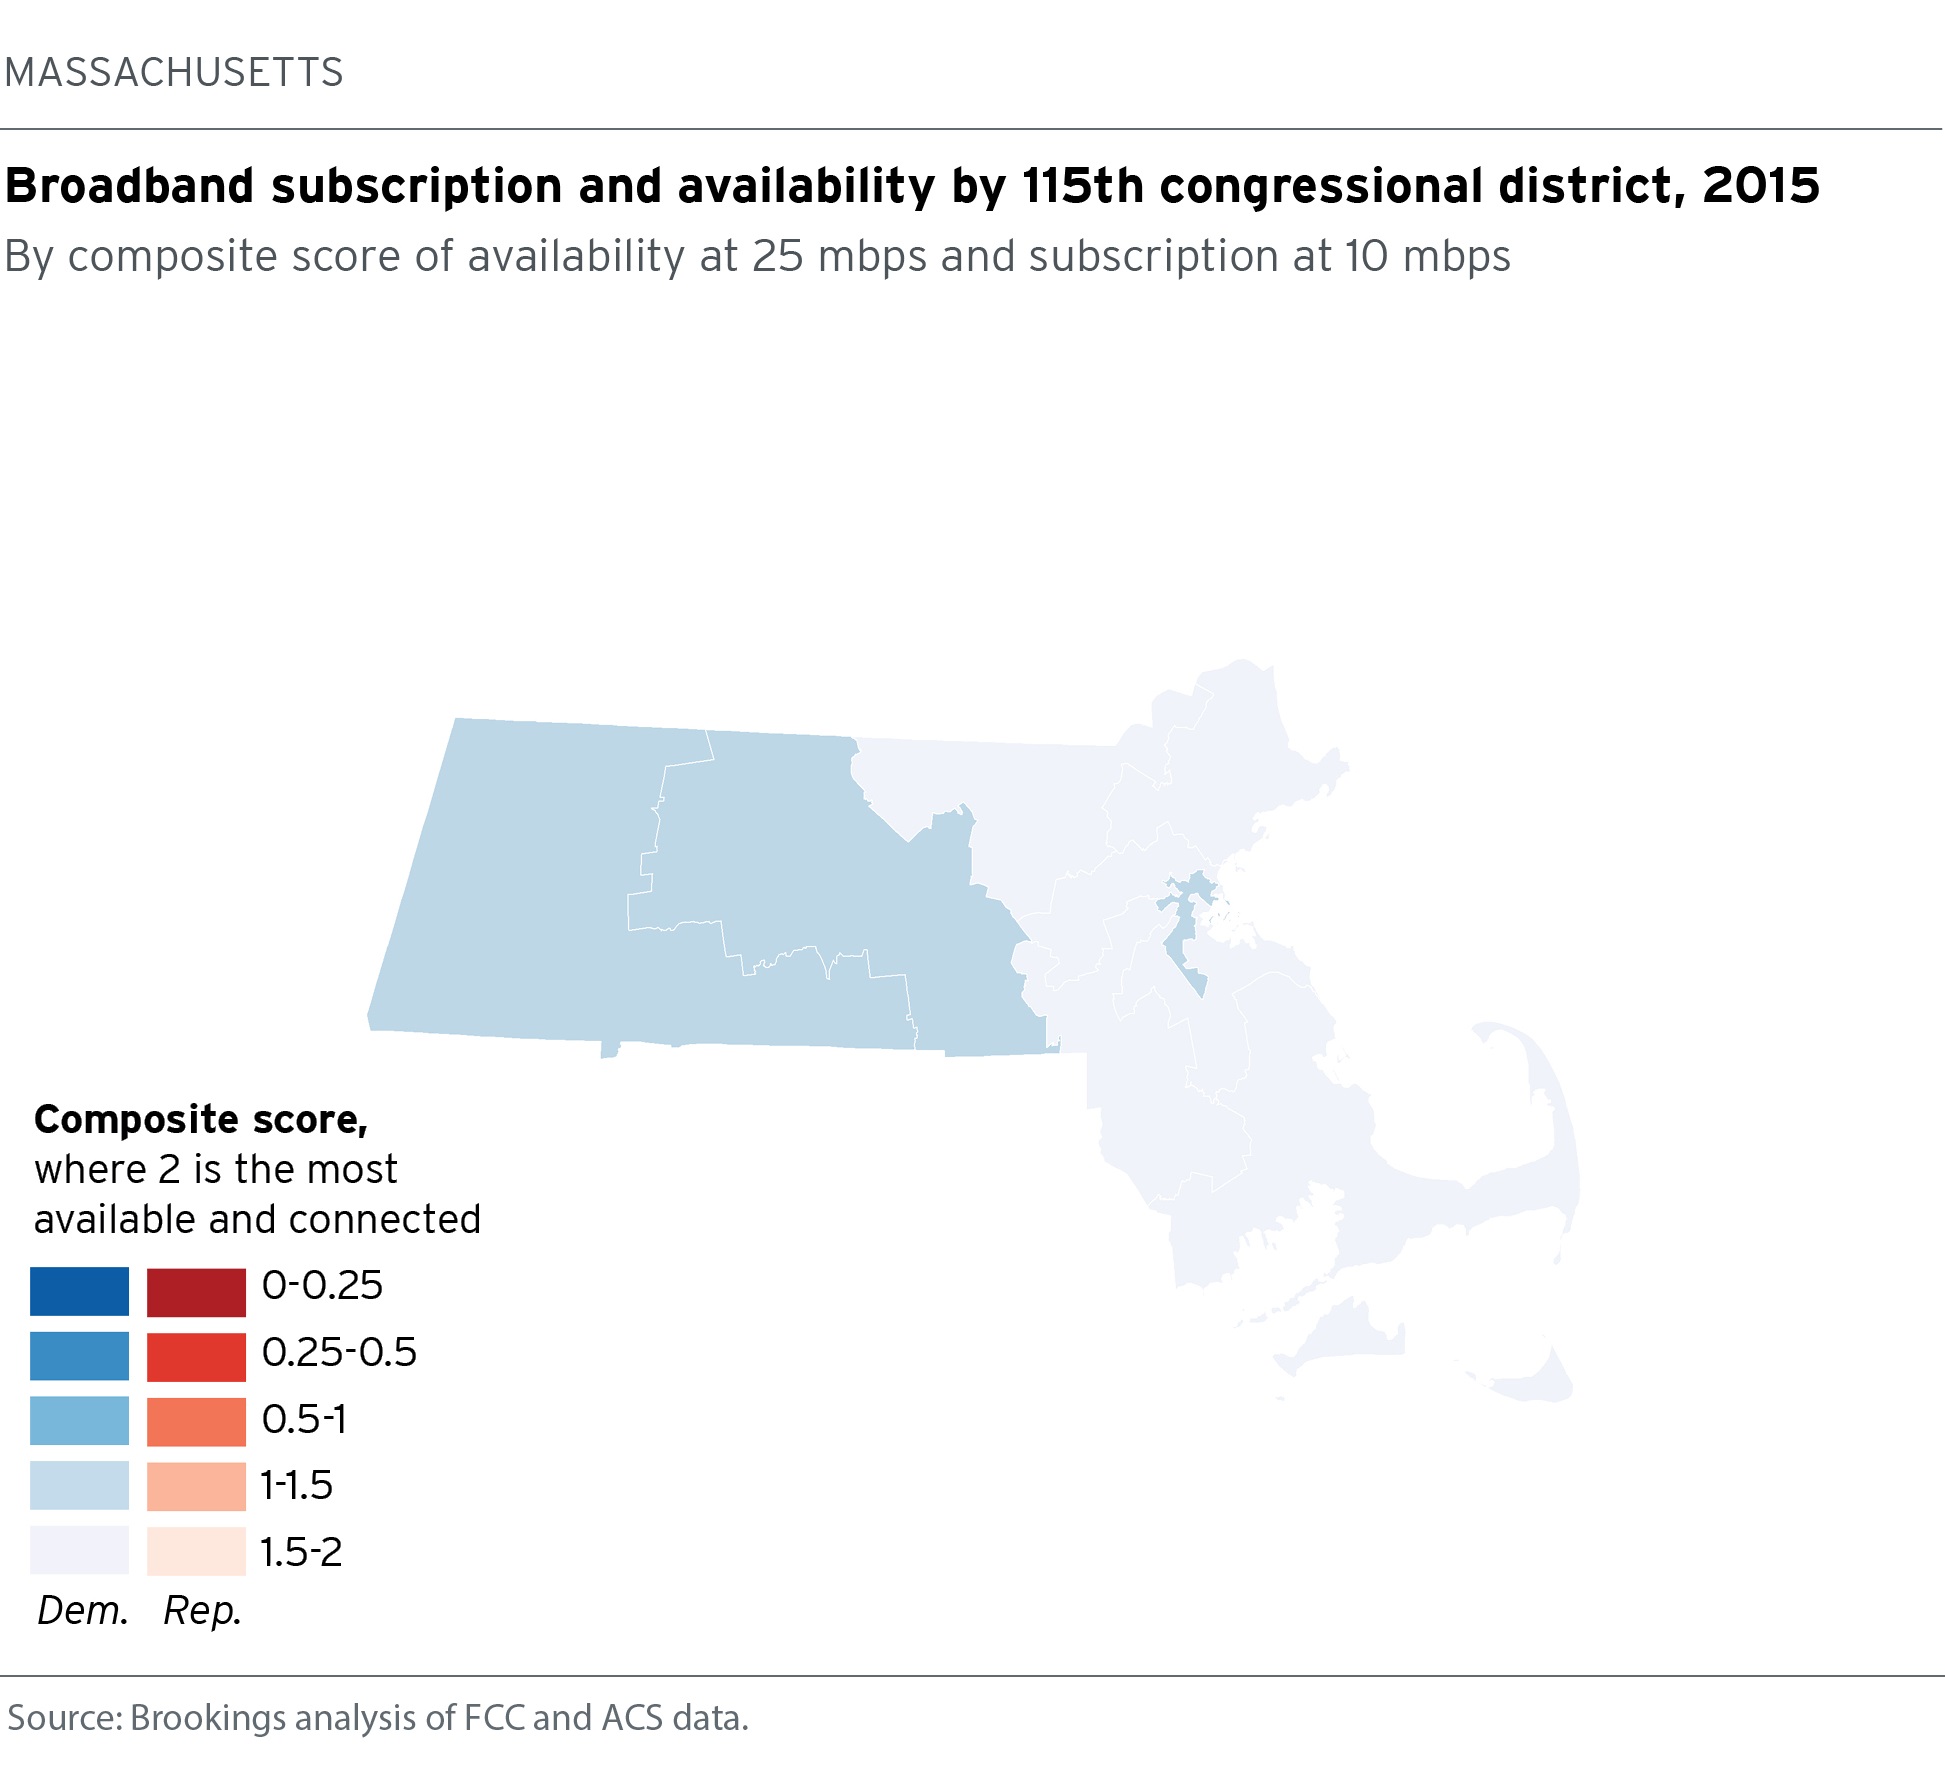 MASSACHUSETTS
Broadband subscription and availability by 115th congressional district, 2015
By composite score of availability at 25 mbps and subscription at 10 mbps
Composite score,
where 2 is the most
available and connected
0-0.25
0.25-0.5
0.5-1
1-1.5
1.5-2
Dem. Rep.
Source: Brookings analysis of FCC and ACS data.